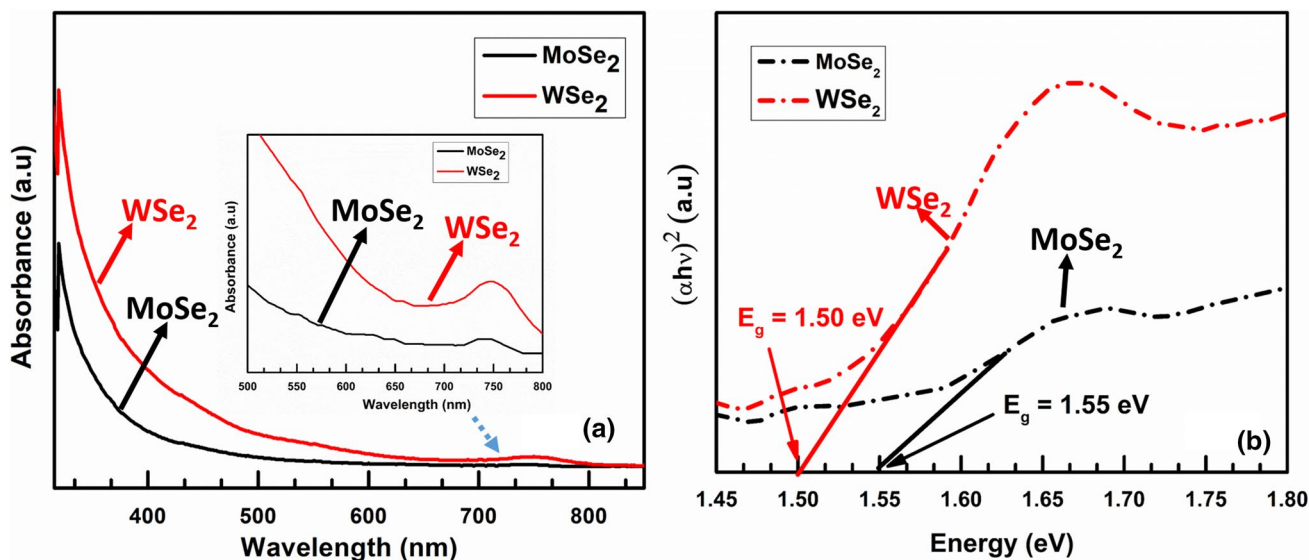 MoSe₂
WSe₂
WSe₂
MoSe₂
Absorbance (a.u)
400 500 600 700 800
Wavelength (nm)
(a)
MoSe₂
WSe₂
MoSe₂
WSe₂
Absorbance (a.u)
500 550 600 650 700 750 800
Wavelength (nm)
MoSe₂
WSe₂
WSe₂
MoSe₂
E_g = 1.50 eV
E_g = 1.55 eV
(αhν)² (a.u)
(b)
1.45 1.50 1.55 1.60 1.65 1.70 1.75 1.80
Energy (eV)